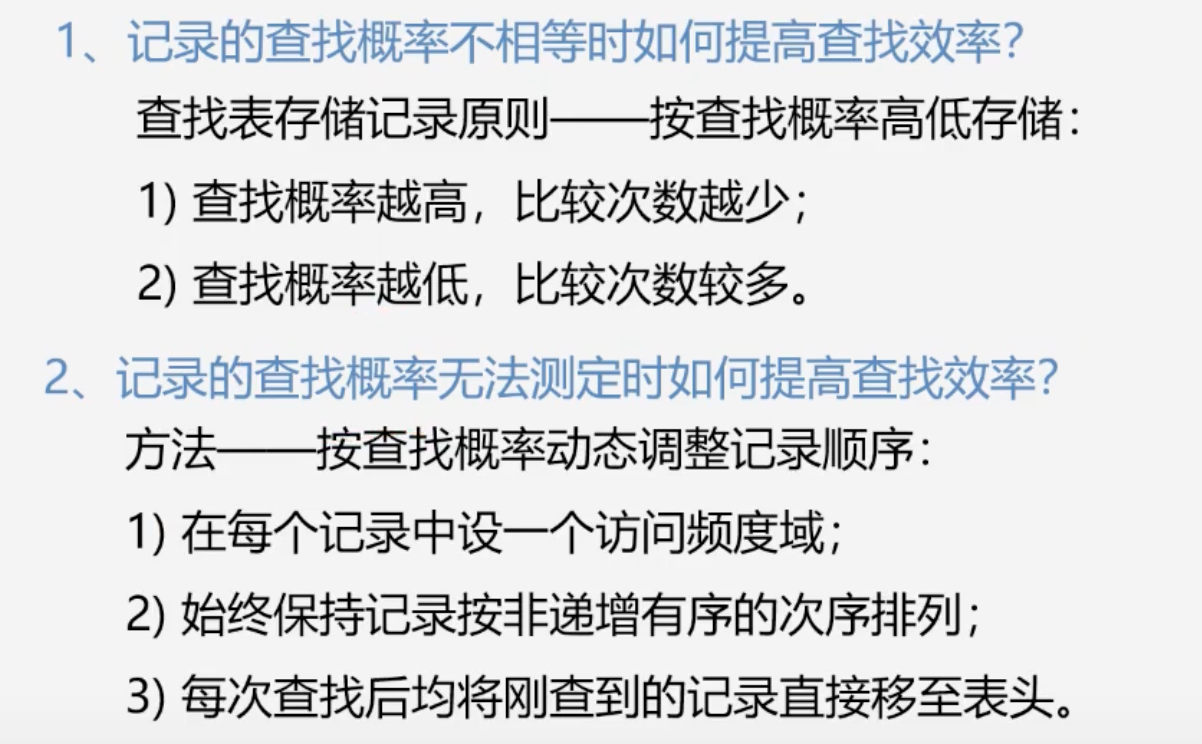 1、记录的查找概率不相等时如何提高查找效率？
查找表存储记录原则——按查找概率高低存储：
1) 查找概率越高，比较次数越少；
2) 查找概率越低，比较次数较多。
2、记录的查找概率无法测定时如何提高查找效率？
方法——按查找概率动态调整记录顺序：
1) 在每个记录中设一个访问频度域；
2) 始终保持记录按非递增有序的次序排列；
3) 每次查找后均将刚查到的记录直接移至表头。